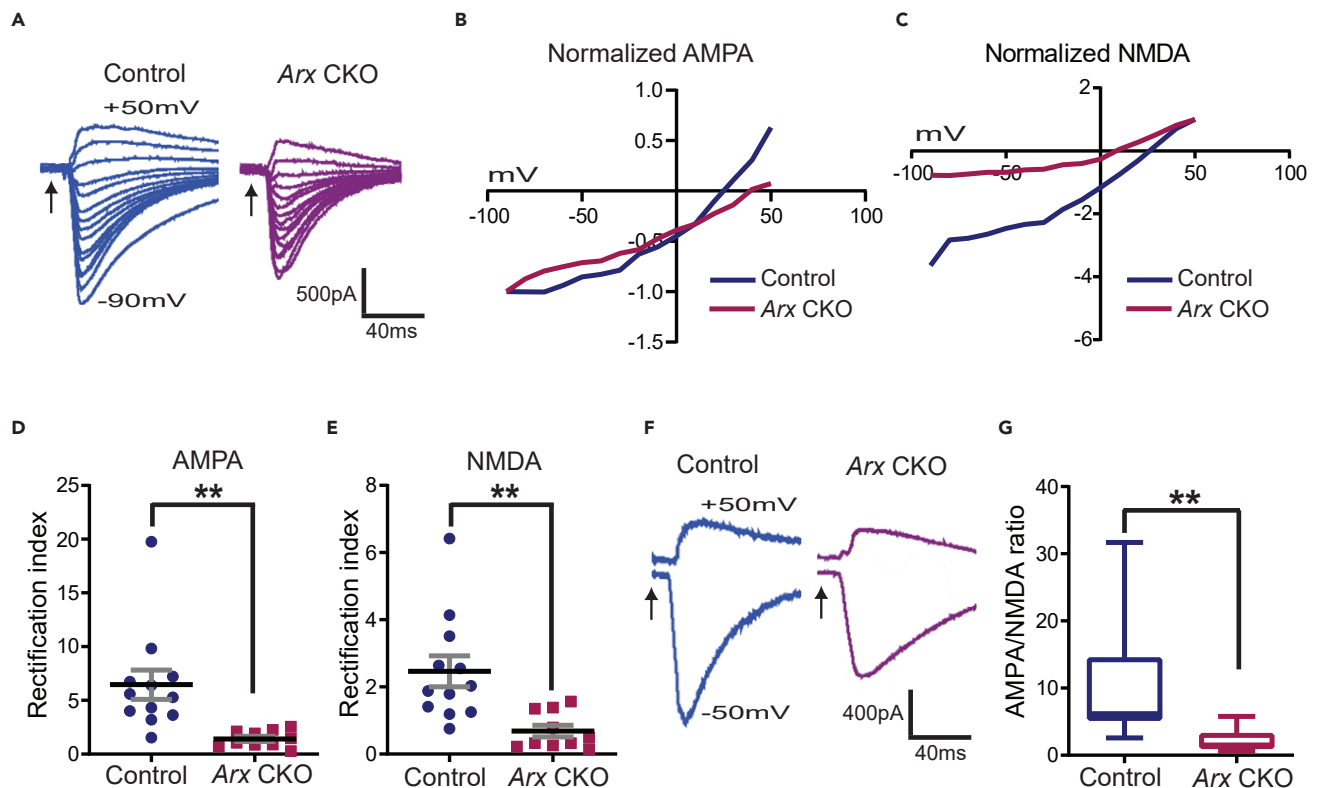 A
Control
Arx CKO
+50mV
-90mV
500pA
40ms
B
Normalized AMPA
1.0
0.5
mV
-100
-50
50
100
-0.5
-1.0
-1.5
Control
Arx CKO
C
Normalized NMDA
2
mV
-100
-50
50
100
-2
-4
-6
Control
Arx CKO
D
AMPA
**
Rectification index
25
20
15
10
5
0
Control
Arx CKO
E
NMDA
**
Rectification index
8
6
4
2
0
Control
Arx CKO
F
Control
Arx CKO
+50mV
-50mV
400pA
40ms
G
**
AMPA/NMDA ratio
40
30
20
10
0
Control
Arx CKO